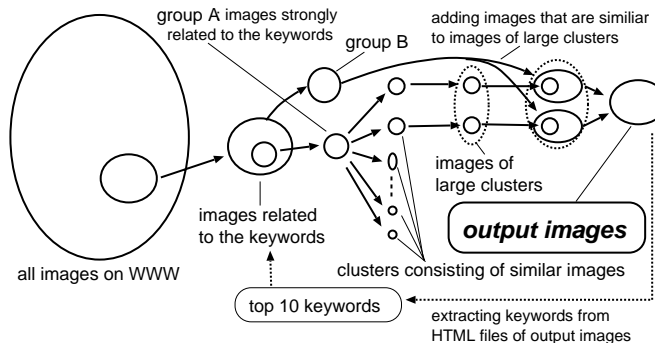 group A: images strongly
related to the keywords
group B
adding images that are similiar
to images of large clusters
images of
large clusters
images related
to the keywords
output images
all images on WWW
clusters consisting of similar images
top 10 keywords
extracting keywords from
HTML files of output images